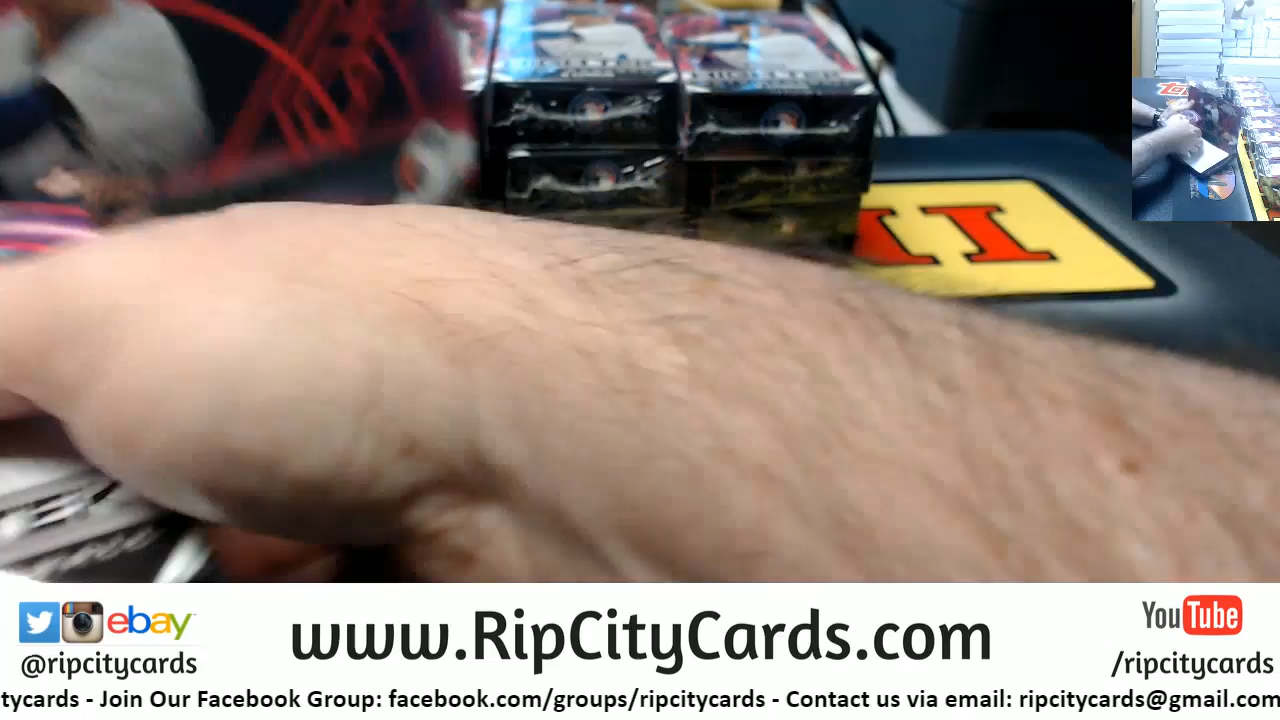 II
ebay
@ripcitycards
www.RipCityCards.com
YouTube
/ripcitycards
tycards - Join Our Facebook Group: facebook.com/groups/ripcitycards - Contact us via email: ripcitycards@gmail.com